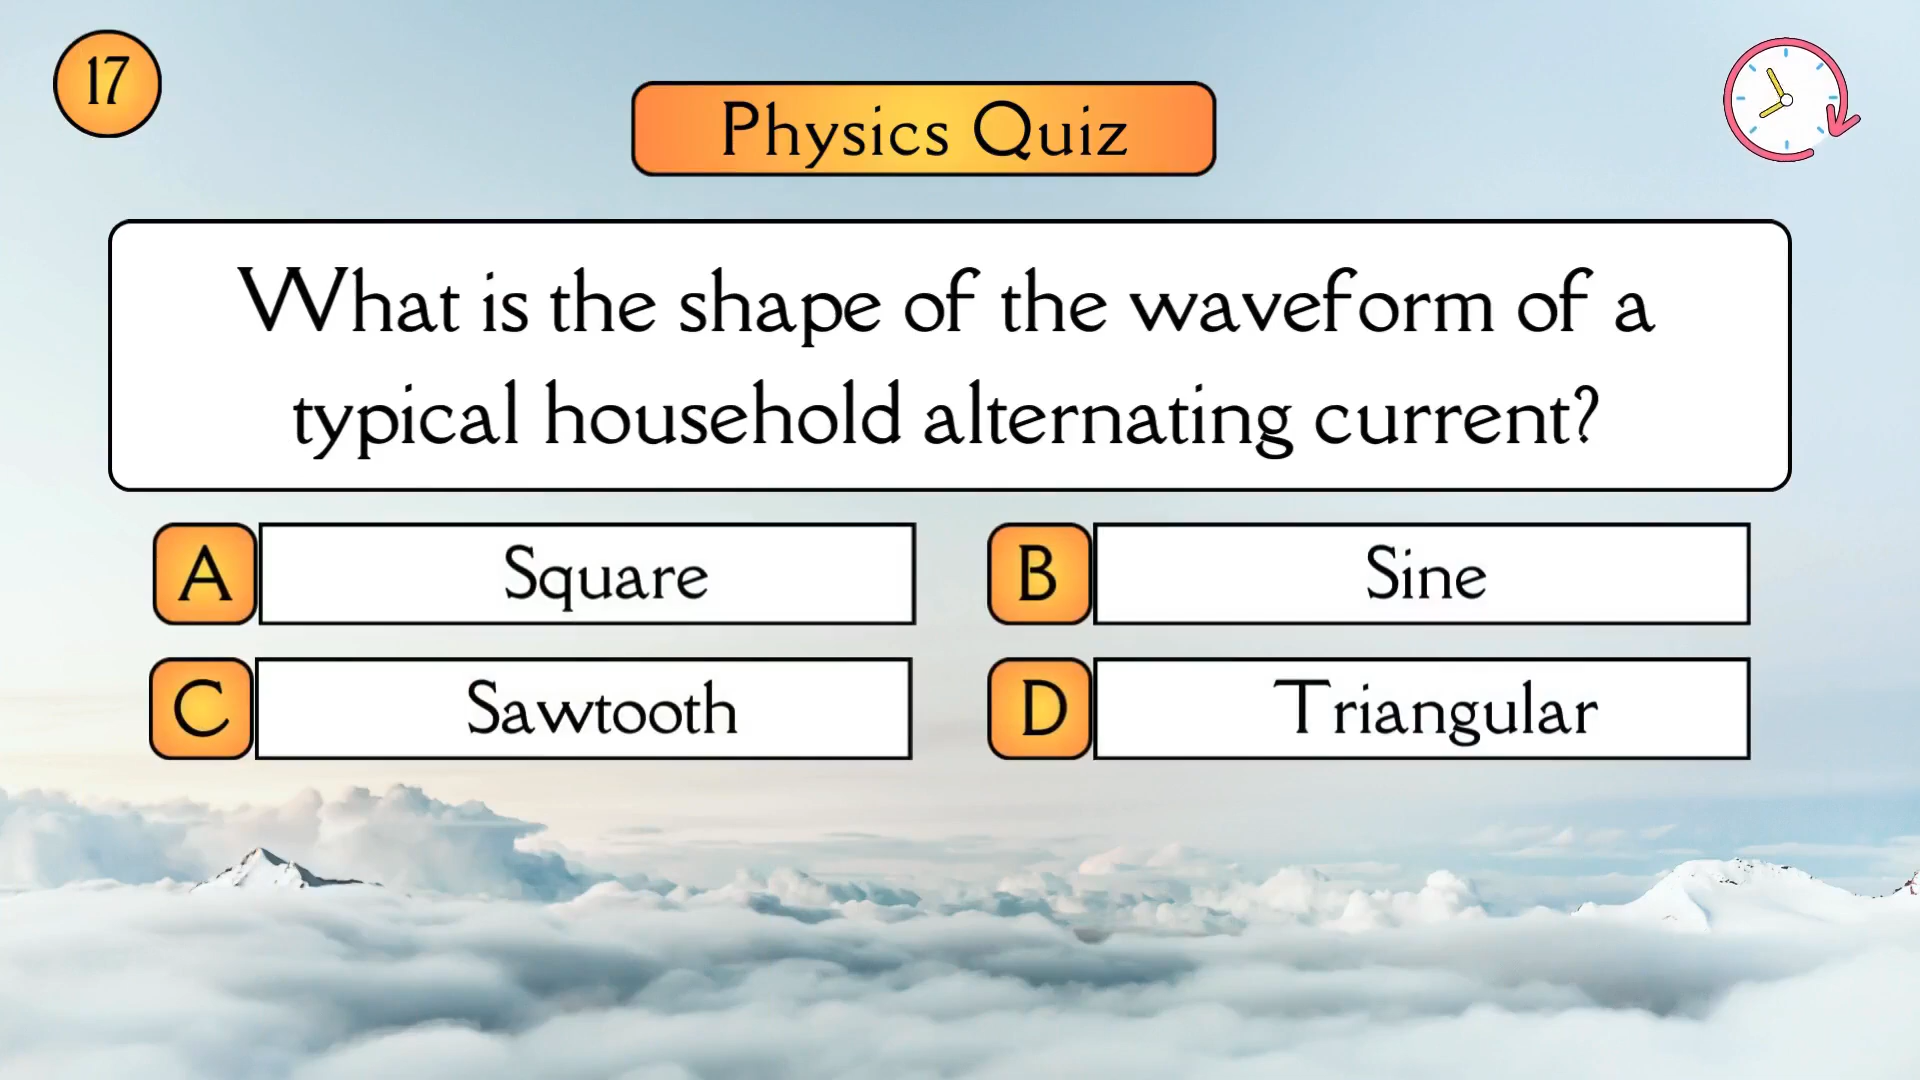 17
Physics Quiz
What is the shape of the waveform of a
typical household alternating current?
A Square
B Sine
C Sawtooth
D Triangular